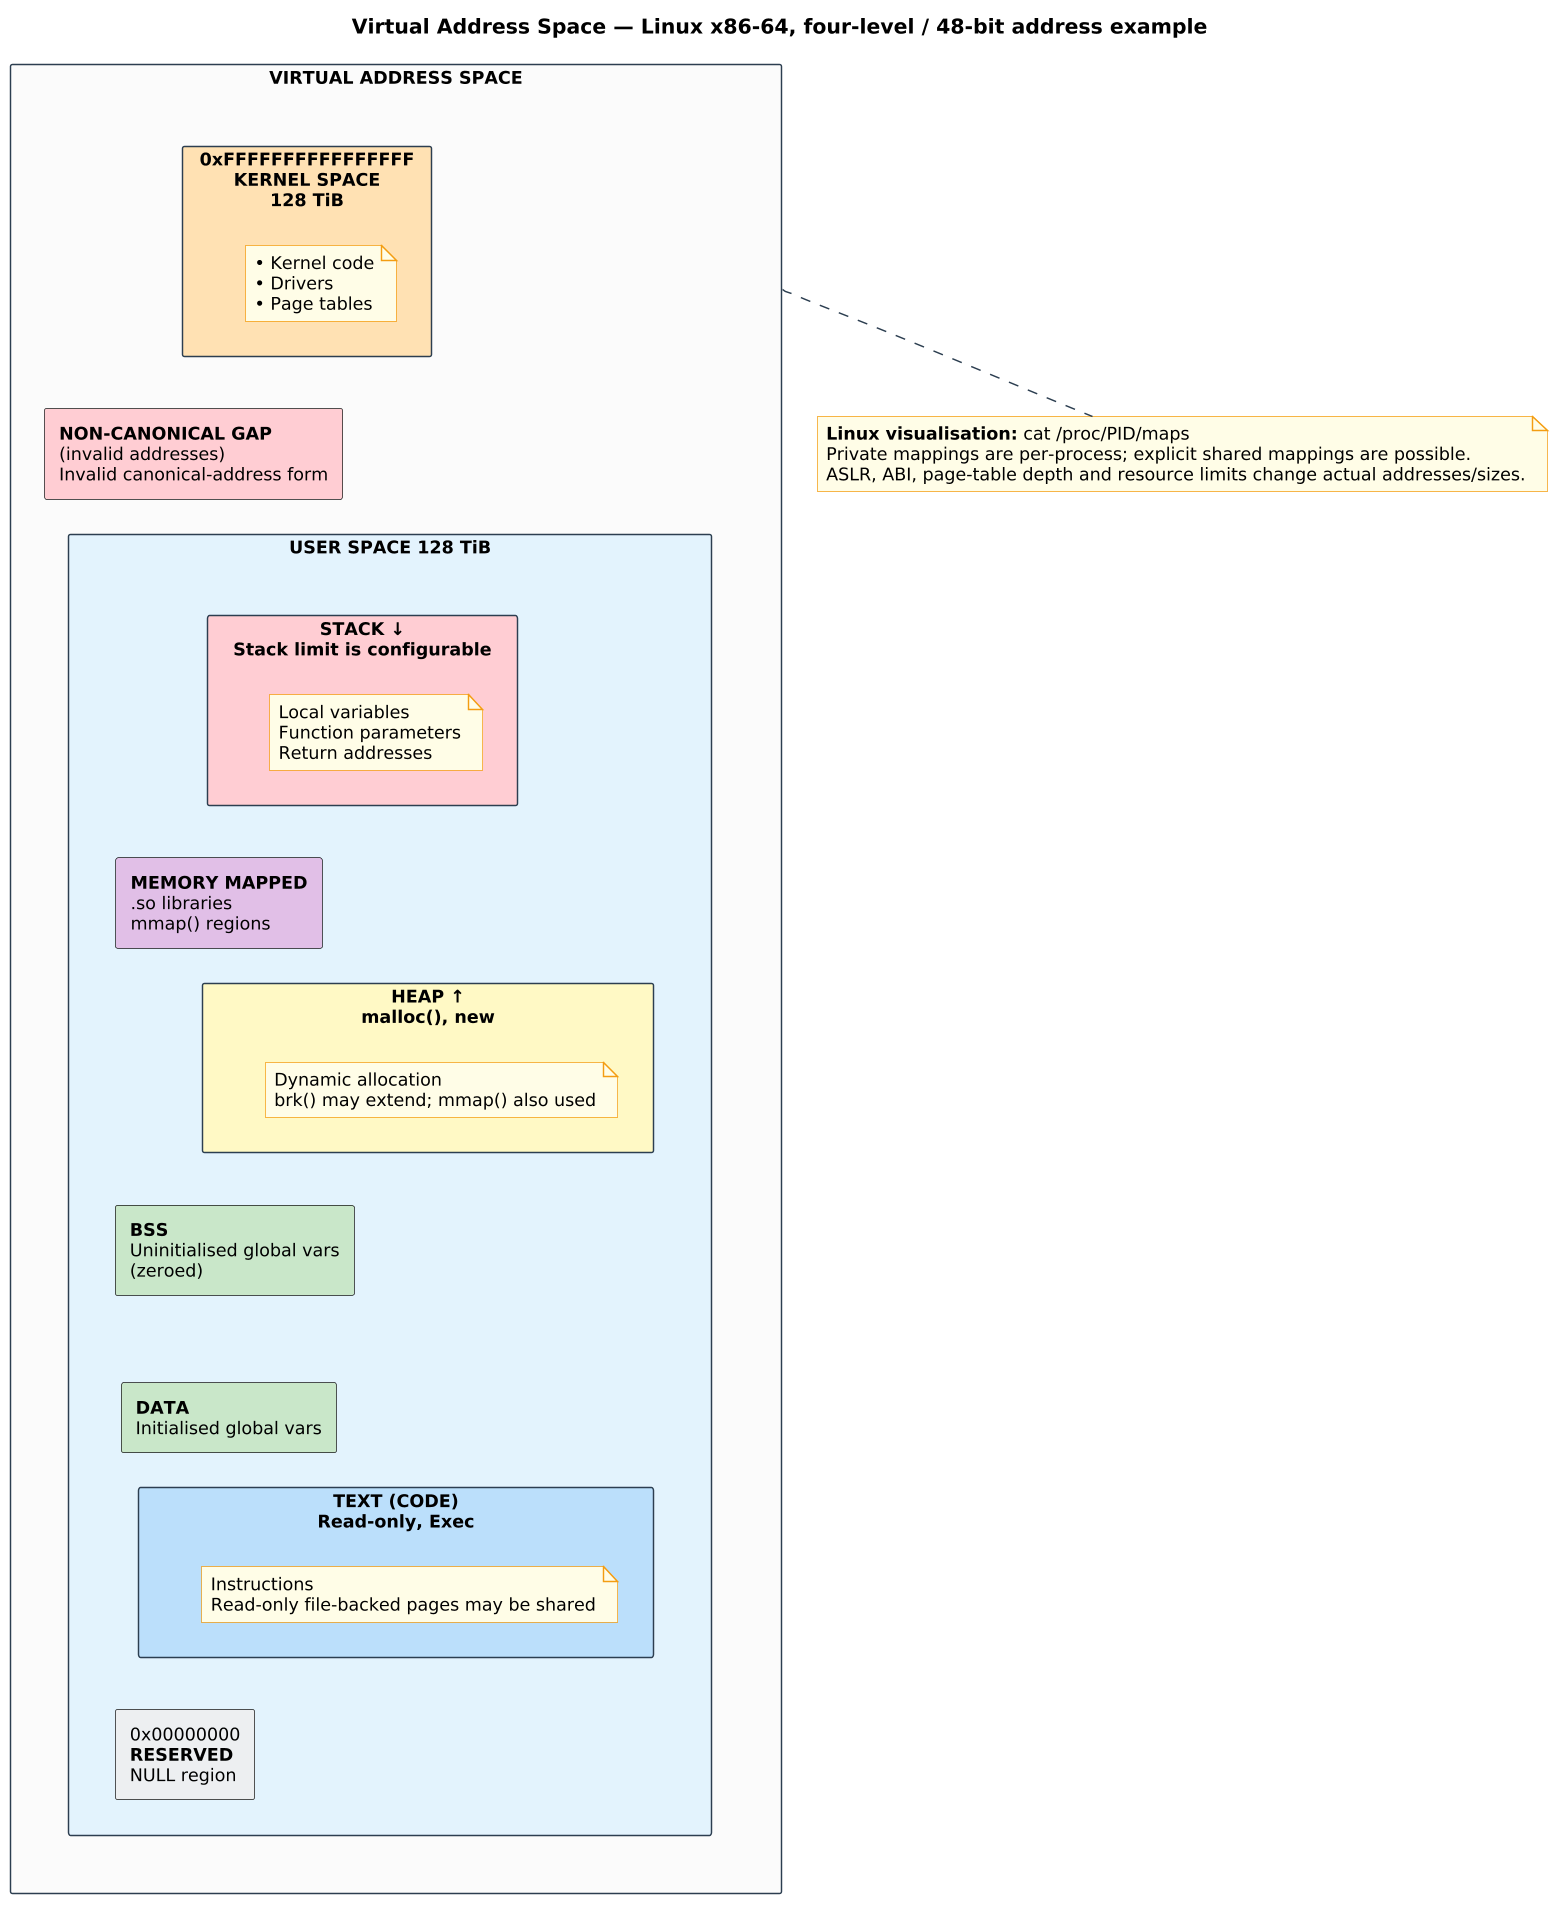 Virtual Address Space — Linux x86-64, four-level / 48-bit address example
VIRTUAL ADDRESS SPACE
0xFFFFFFFFFFFFFFFF
KERNEL SPACE
128 TiB
• Kernel code
• Drivers
• Page tables
NON-CANONICAL GAP
(invalid addresses)
Invalid canonical-address form
Linux visualisation: cat /proc/PID/maps
Private mappings are per-process; explicit shared mappings are possible.
ASLR, ABI, page-table depth and resource limits change actual addresses/sizes.
USER SPACE 128 TiB
STACK ↓
Stack limit is configurable
Local variables
Function parameters
Return addresses
MEMORY MAPPED
.so libraries
mmap() regions
HEAP ↑
malloc(), new
Dynamic allocation
brk() may extend; mmap() also used
BSS
Uninitialised global vars
(zeroed)
DATA
Initialised global vars
TEXT (CODE)
Read-only, Exec
Instructions
Read-only file-backed pages may be shared
0x00000000
RESERVED
NULL region